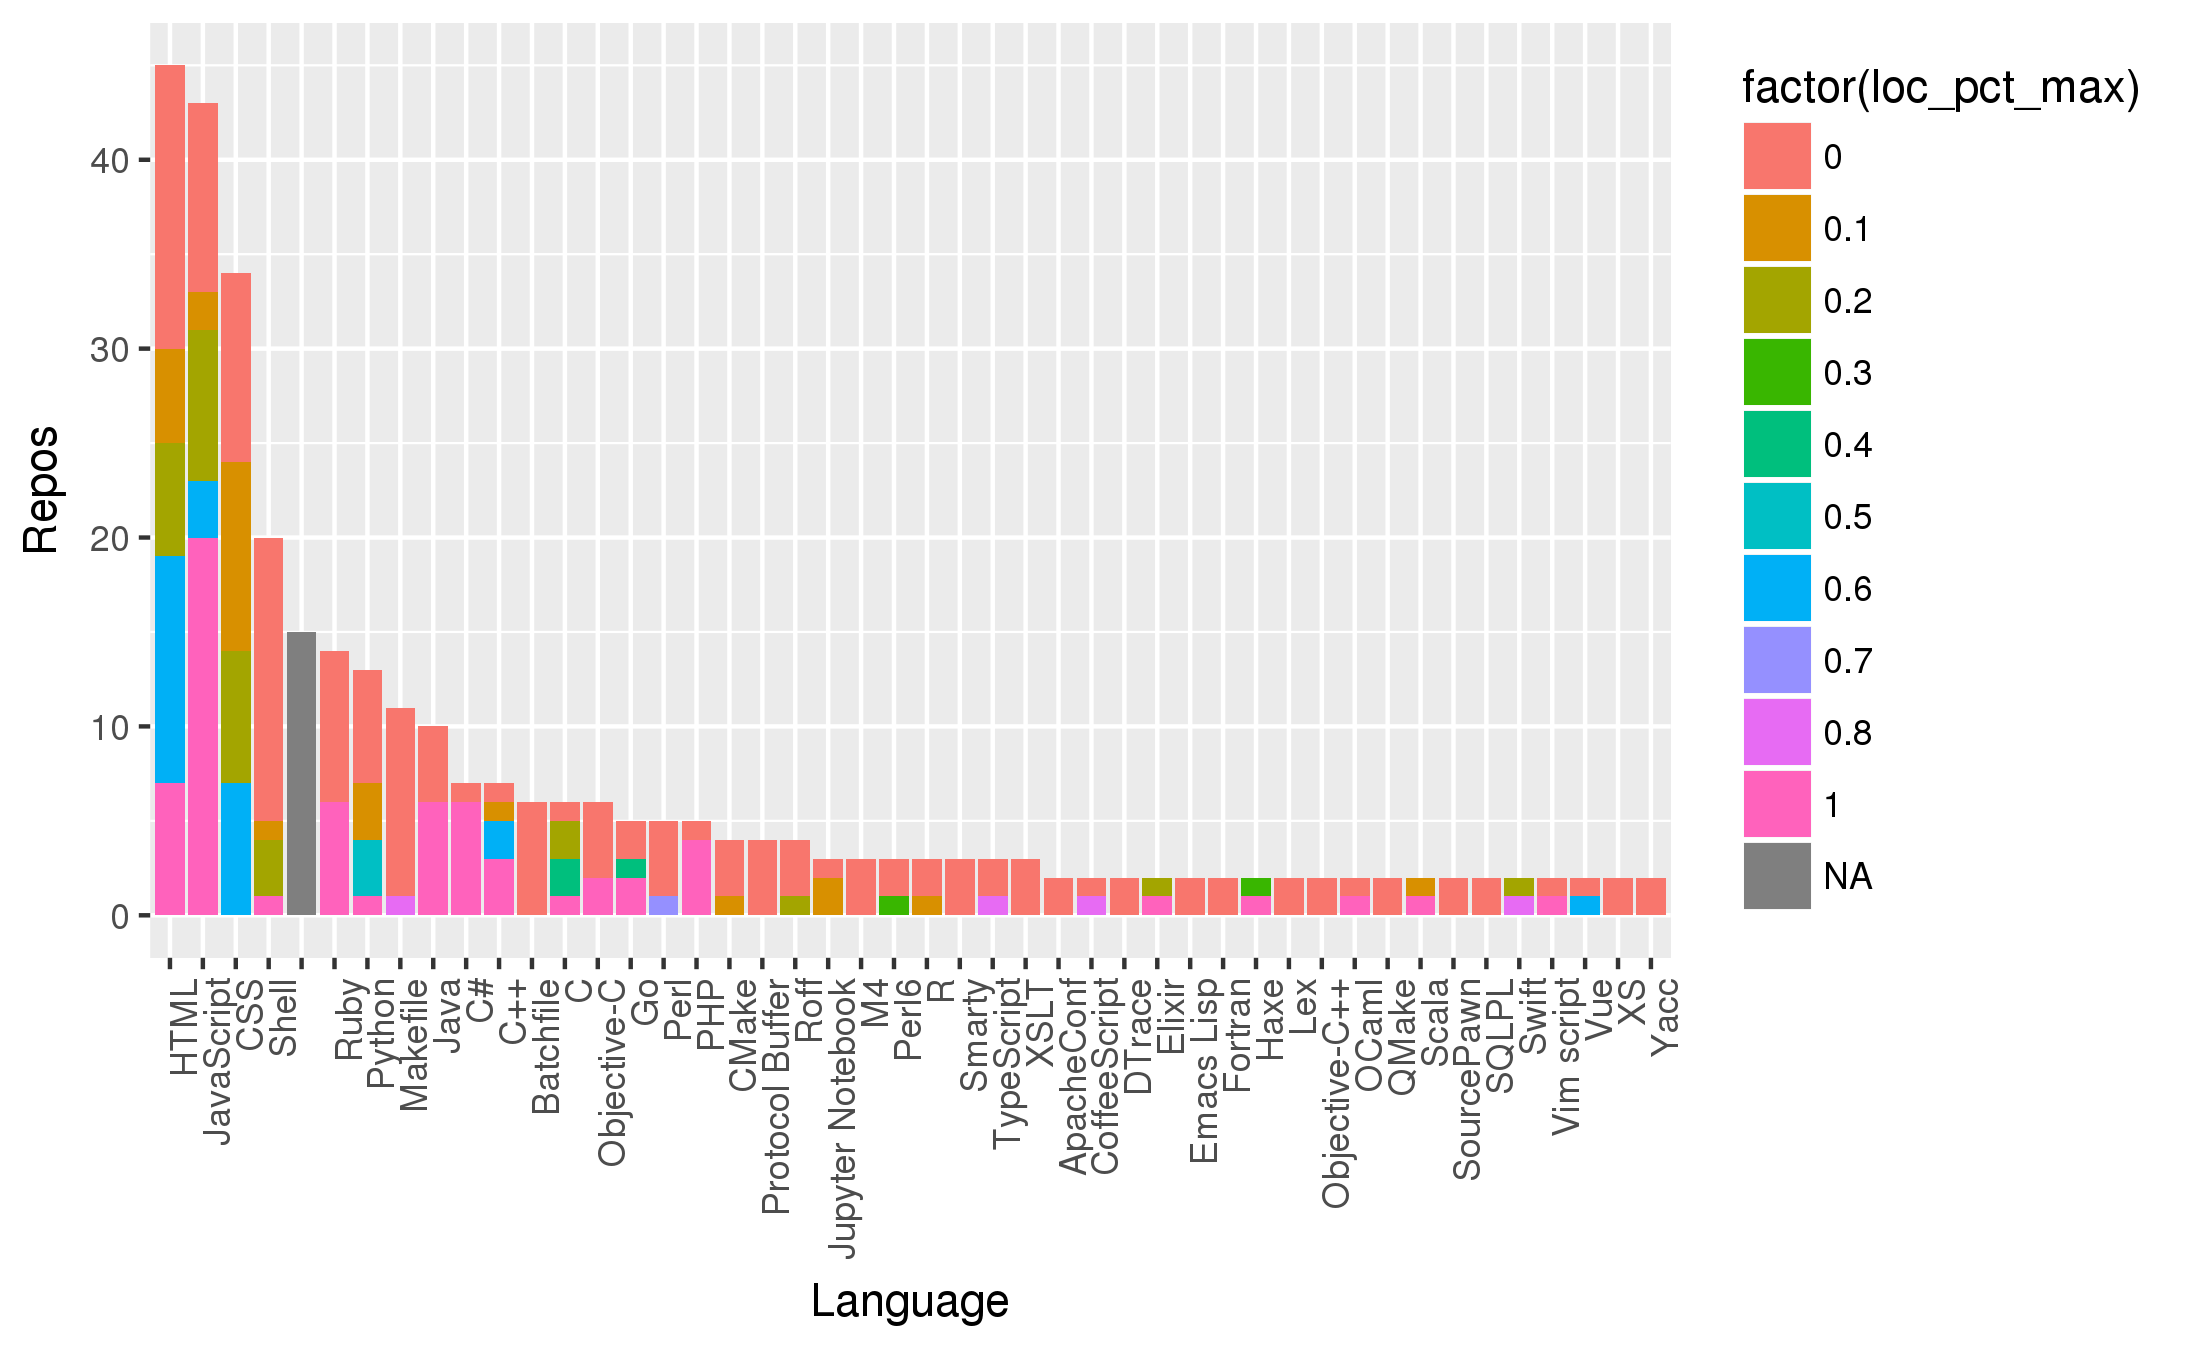 factor(loc_pct_max)
0
0.1
0.2
0.3
0.4
0.5
0.6
0.7
0.8
1
NA
Repos
40
30
20
10
0
HTML
JavaScript
CSS
Shell
Ruby
Python
Makefile
Java
C#
C++
Batchfile
C
Objective-C
Go
Perl
PHP
CMake
Protocol Buffer
Roff
Jupyter Notebook
M4
Perl6
R
Smarty
TypeScript
XSLT
ApacheConf
CoffeeScript
DTrace
Elixir
Emacs Lisp
Fortran
Haxe
Lex
Objective-C++
OCaml
QMake
Scala
SourcePawn
SQLPL
Swift
Vim script
Vue
XS
Yacc
Language